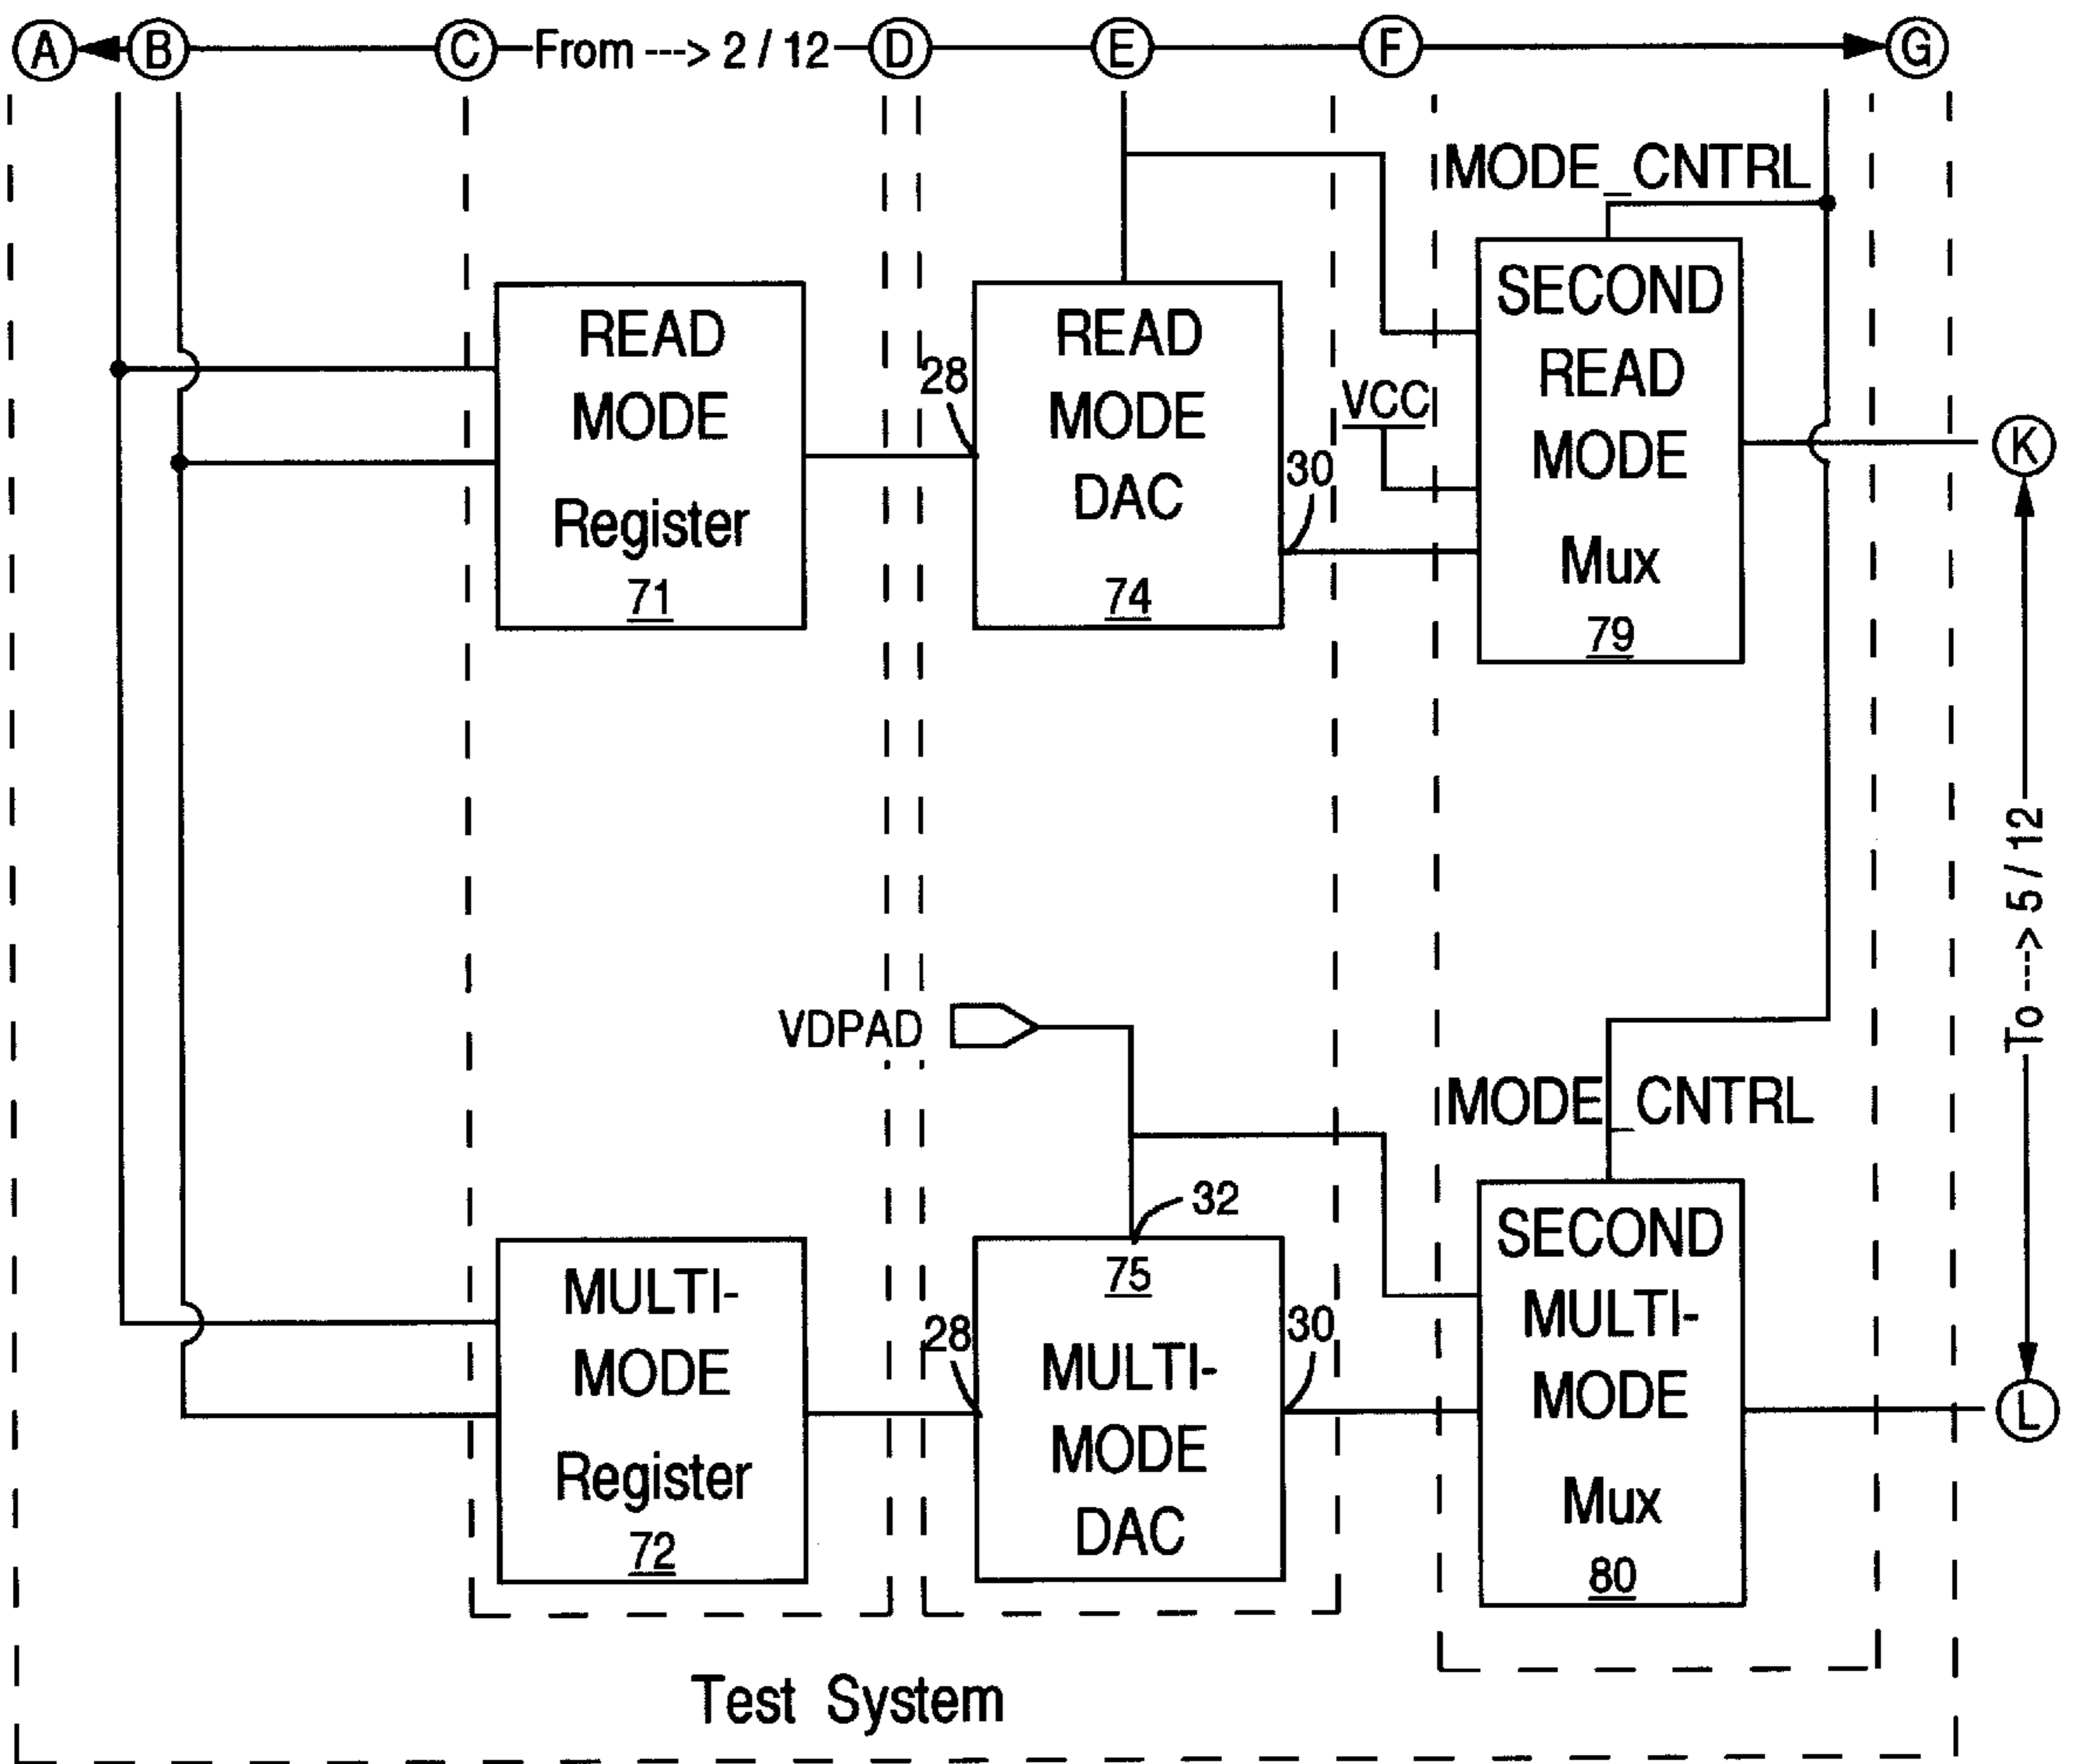 A B C From ---> 2 / 12 D E F G
MODE_CNTRL
READ
MODE
Register
71
28
READ
MODE
DAC
74
30
VCC
SECOND
READ
MODE
Mux
79
K
To ---> 5 / 12
VDPAD
MODE_CNTRL
MULTI-
MODE
Register
72
28
32
75
MULTI-
MODE
DAC
30
SECOND
MULTI-
MODE
Mux
80
L
Test System